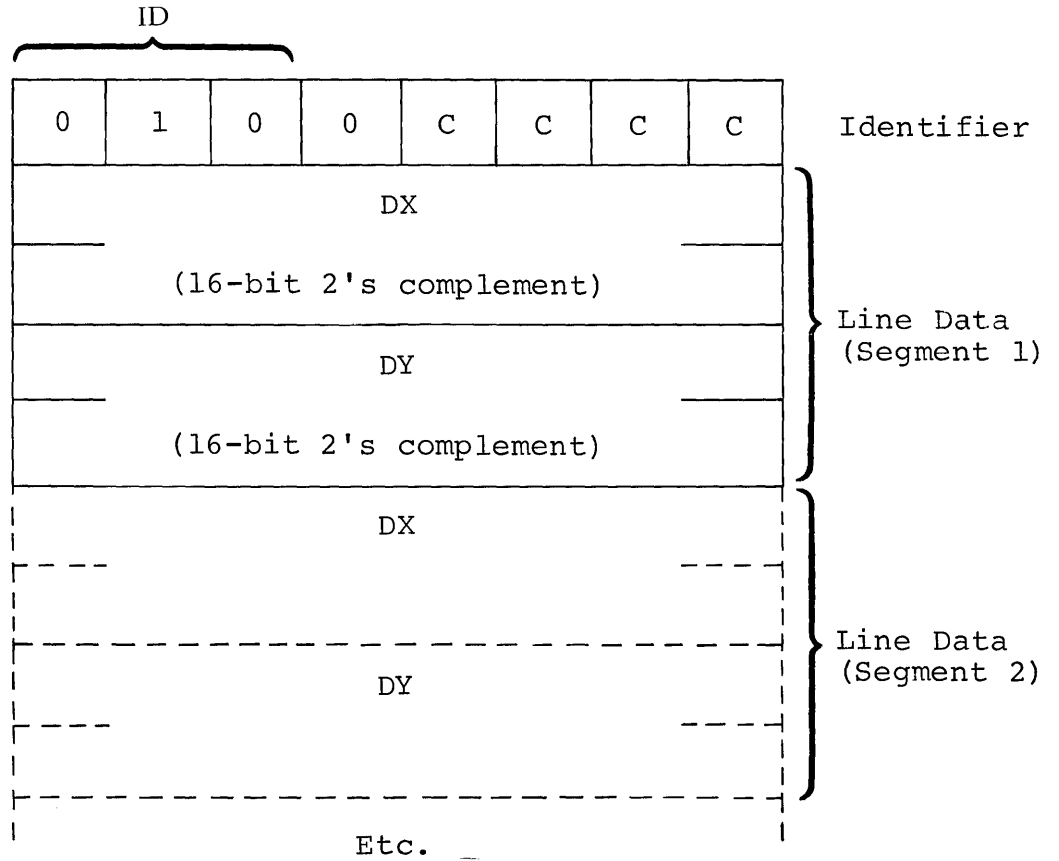 ID
0 1 0 0 C C C C Identifier
DX
(16-bit 2's complement)
Line Data
(Segment 1)
DY
(16-bit 2's complement)
DX
Line Data
(Segment 2)
DY
Etc.